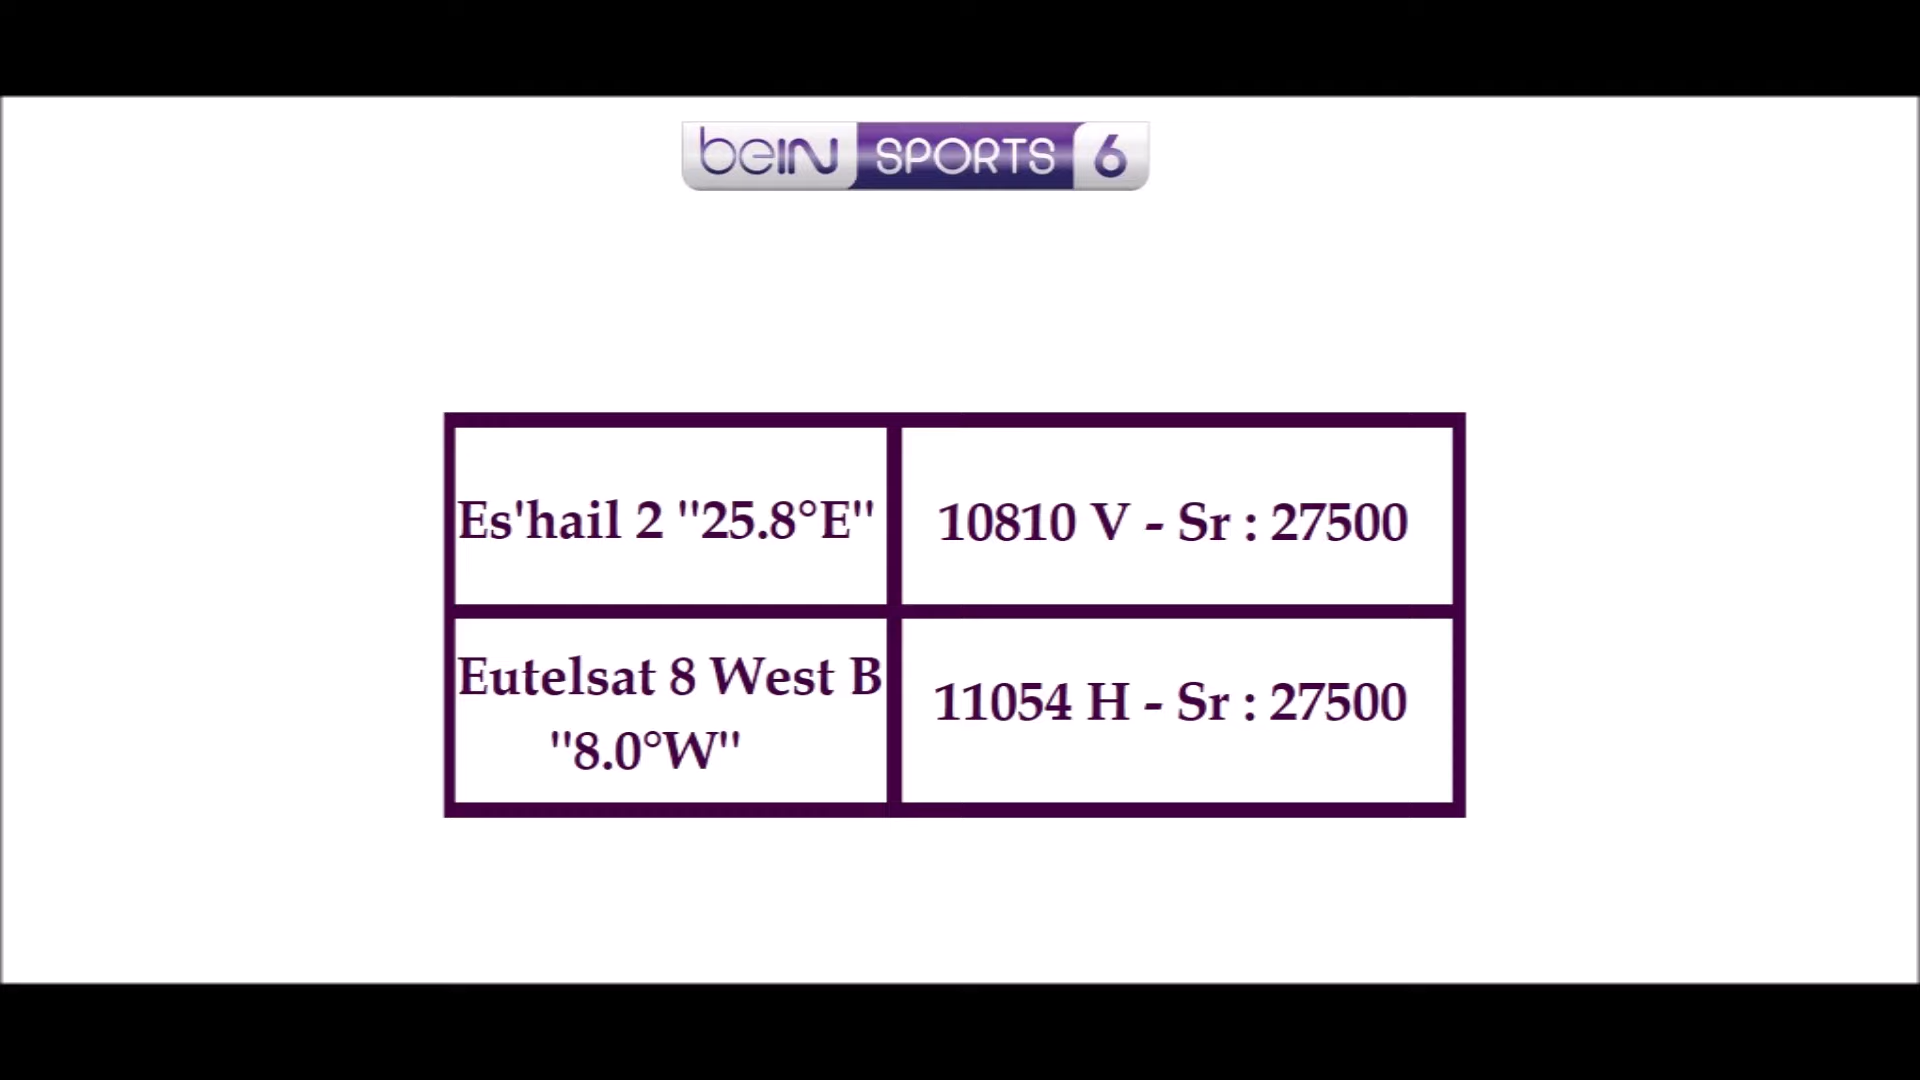 beIN SPORTS 6
Es'hail 2 "25.8°E"
10810 V - Sr : 27500
Eutelsat 8 West B
"8.0°W"
11054 H - Sr : 27500